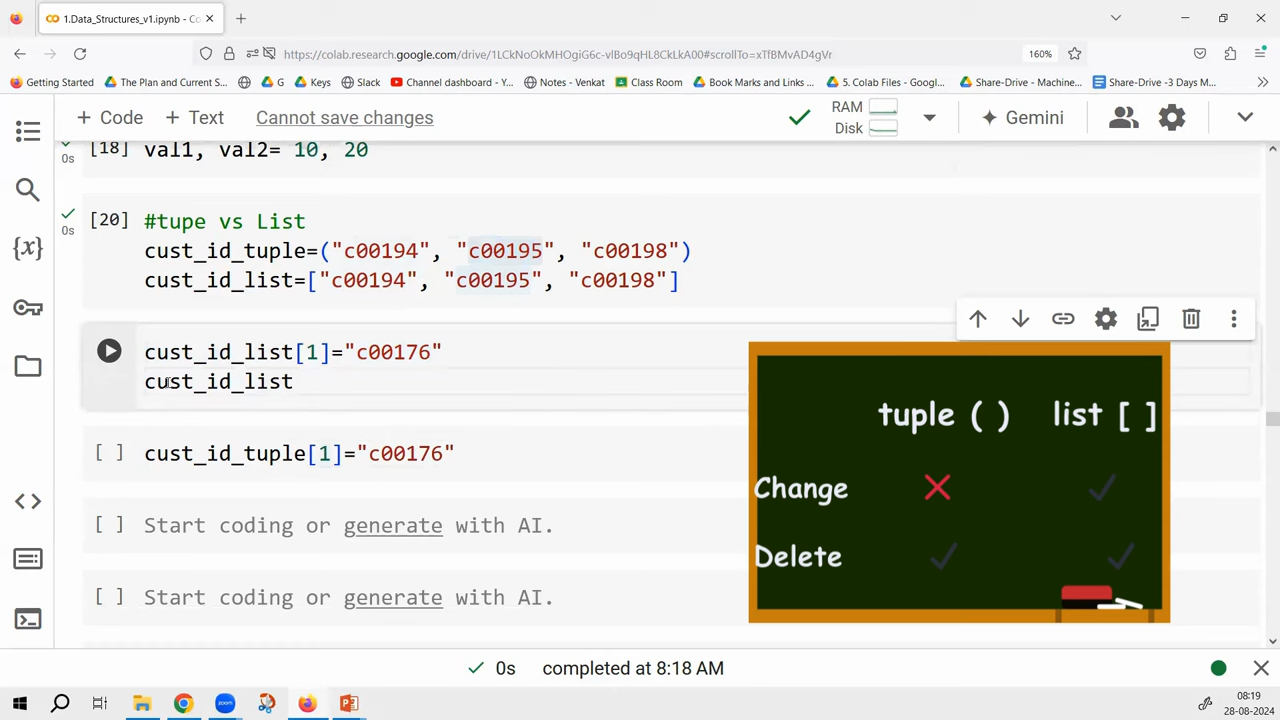 1.Data_Structures_v1.ipynb - Co
https://colab.research.google.com/drive/1LCkNoOkMHOgiG6c-vlBo9qHL8CkLkA00#scrollTo=xTfBMvAD4gVr
160%
Getting Started
The Plan and Current S...
G
Keys
Slack
Channel dashboard - Y...
Notes - Venkat
Class Room
Book Marks and Links ...
5. Colab Files - Googl...
Share-Drive - Machine...
Share-Drive -3 Days M...
+ Code + Text Cannot save changes
RAM
Disk
Gemini
[18] val1, val2= 10, 20
0s
[20] #tupe vs List
0s
cust_id_tuple=("c00194", "c00195", "c00198")
cust_id_list=["c00194", "c00195", "c00198"]
cust_id_list[1]="c00176"
cust_id_list
[ ] cust_id_tuple[1]="c00176"
[ ] Start coding or generate with AI.
[ ] Start coding or generate with AI.
tuple ( ) list [ ]
Change
Delete
0s completed at 8:18 AM
08:19
28-08-2024